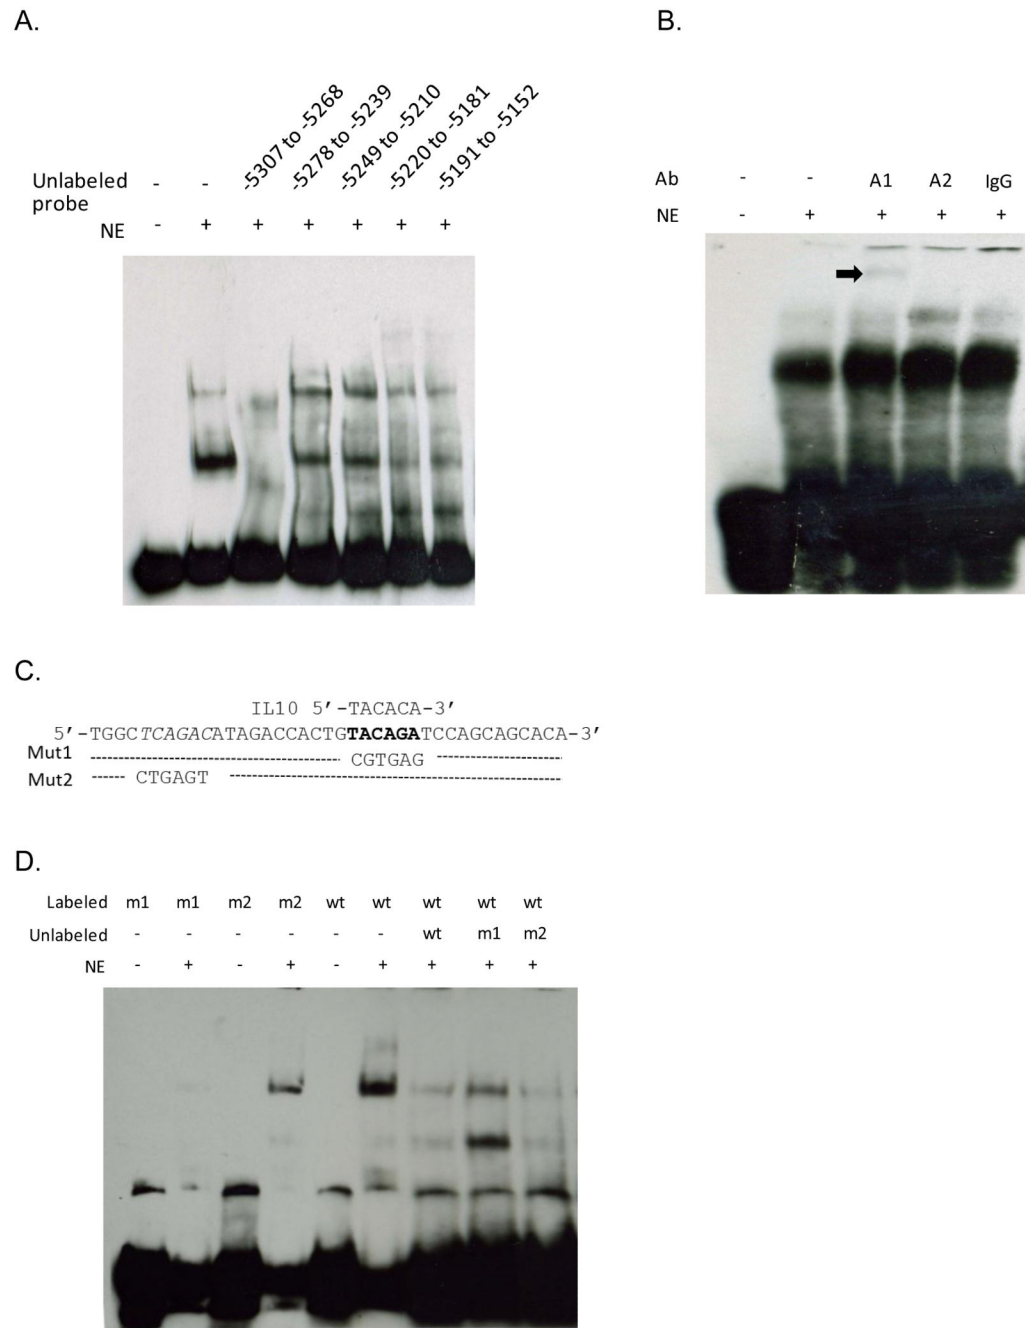 A.
Unlabeled probe - - -5307 to -5268 -5278 to -5239 -5249 to -5210 -5220 to -5181 -5191 to -5152
NE - + + + + + +
B.
Ab - - A1 A2 IgG
NE - + + + +
C.
IL10 5’-TACACA-3’
5’-TGGCTCAGACATAGACCACTGTACAGATCCAGCAGCACA-3’
Mut1 ---------------------------------- CGTGAG -----------------
Mut2 ----- CTGAGT ---------------------------------------------
D.
Labeled m1 m1 m2 m2 wt wt wt wt wt
Unlabeled - - - - - - wt m1 m2
NE - + - + - + + + +